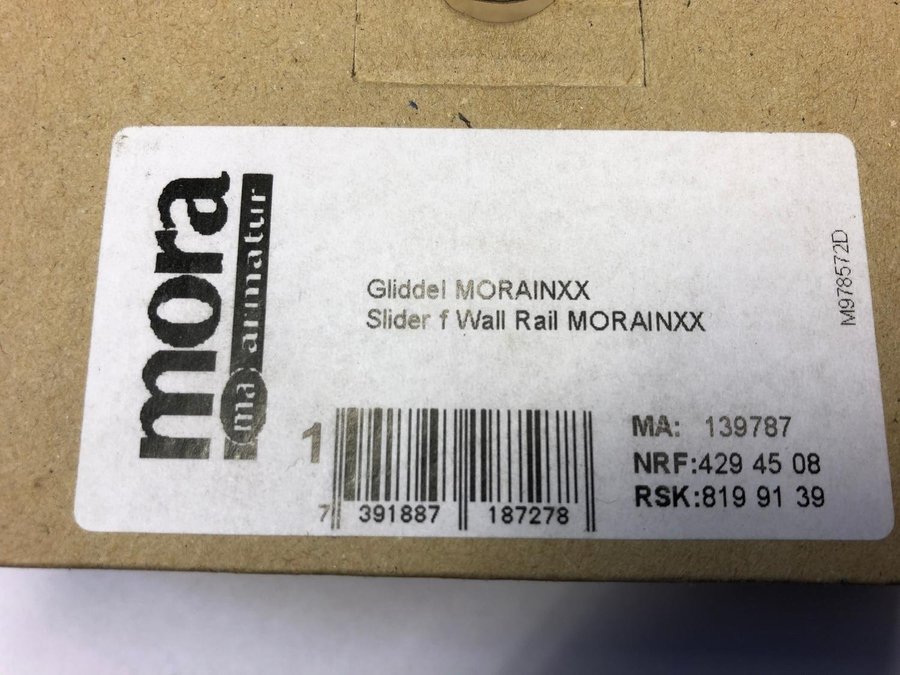 mora
ma armatur
Gliddel MORAINXX
Slider f Wall Rail MORAINXX
M978572D
1
7 391887 187278
MA: 139787
NRF:429 45 08
RSK:819 91 39